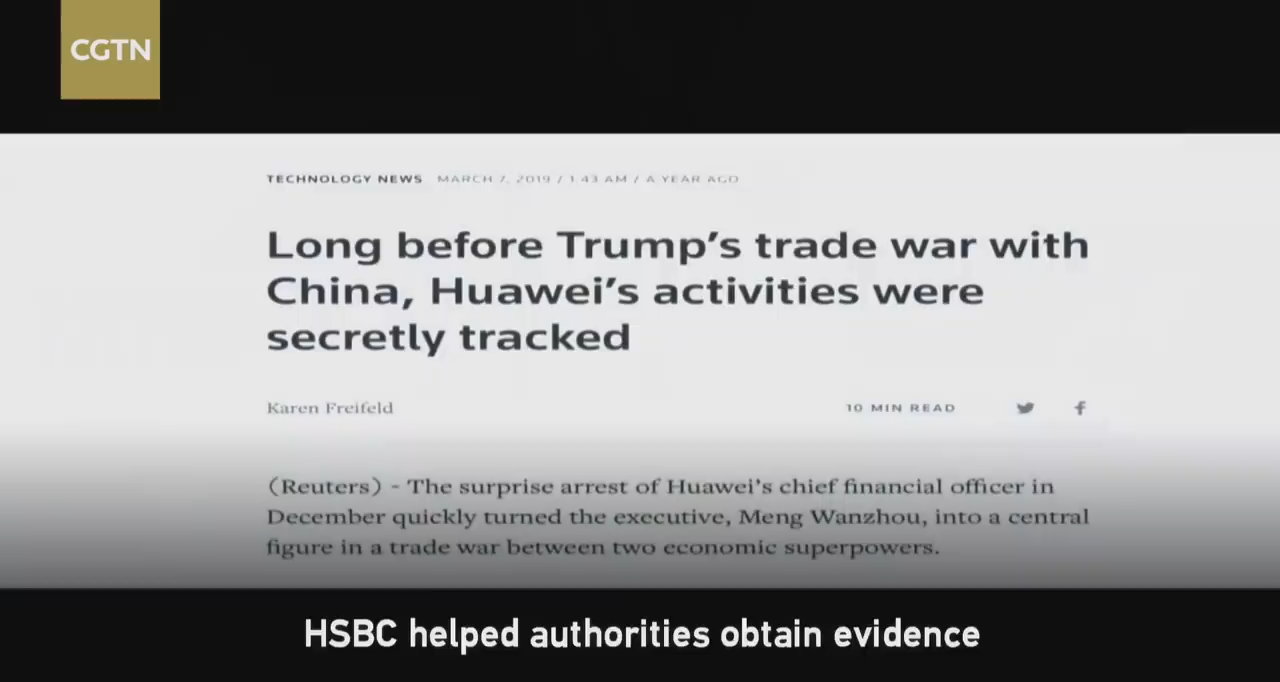 CGTN
TECHNOLOGY NEWS MARCH 7, 2019 / 1:43 AM / A YEAR AGO
Long before Trump's trade war with
China, Huawei's activities were
secretly tracked
Karen Freifeld
10 MIN READ
(Reuters) - The surprise arrest of Huawei's chief financial officer in
December quickly turned the executive, Meng Wanzhou, into a central
figure in a trade war between two economic superpowers.
HSBC helped authorities obtain evidence